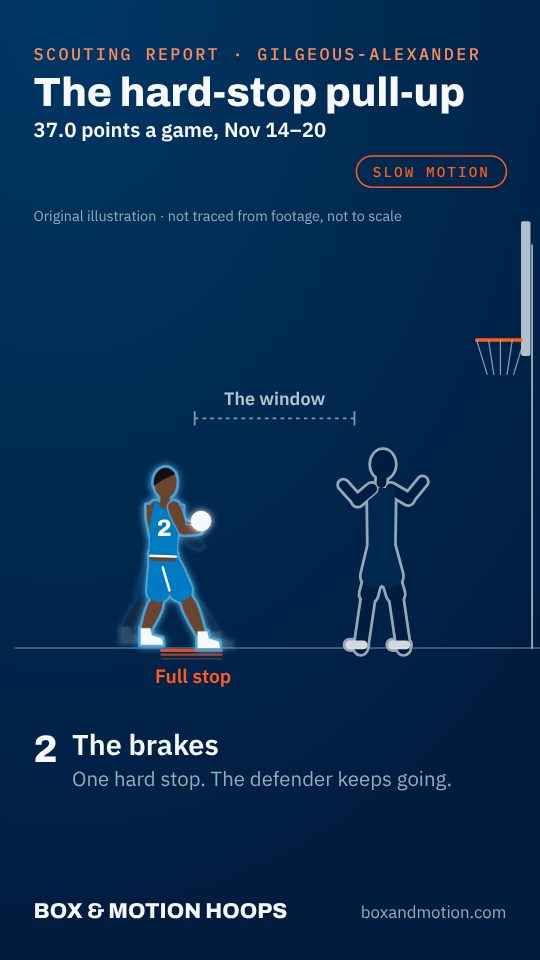 SCOUTING REPORT · GILGEOUS-ALEXANDER
The hard-stop pull-up
37.0 points a game, Nov 14–20
SLOW MOTION
Original illustration · not traced from footage, not to scale
The window
2
Full stop
2 The brakes
One hard stop. The defender keeps going.
BOX & MOTION HOOPS
boxandmotion.com